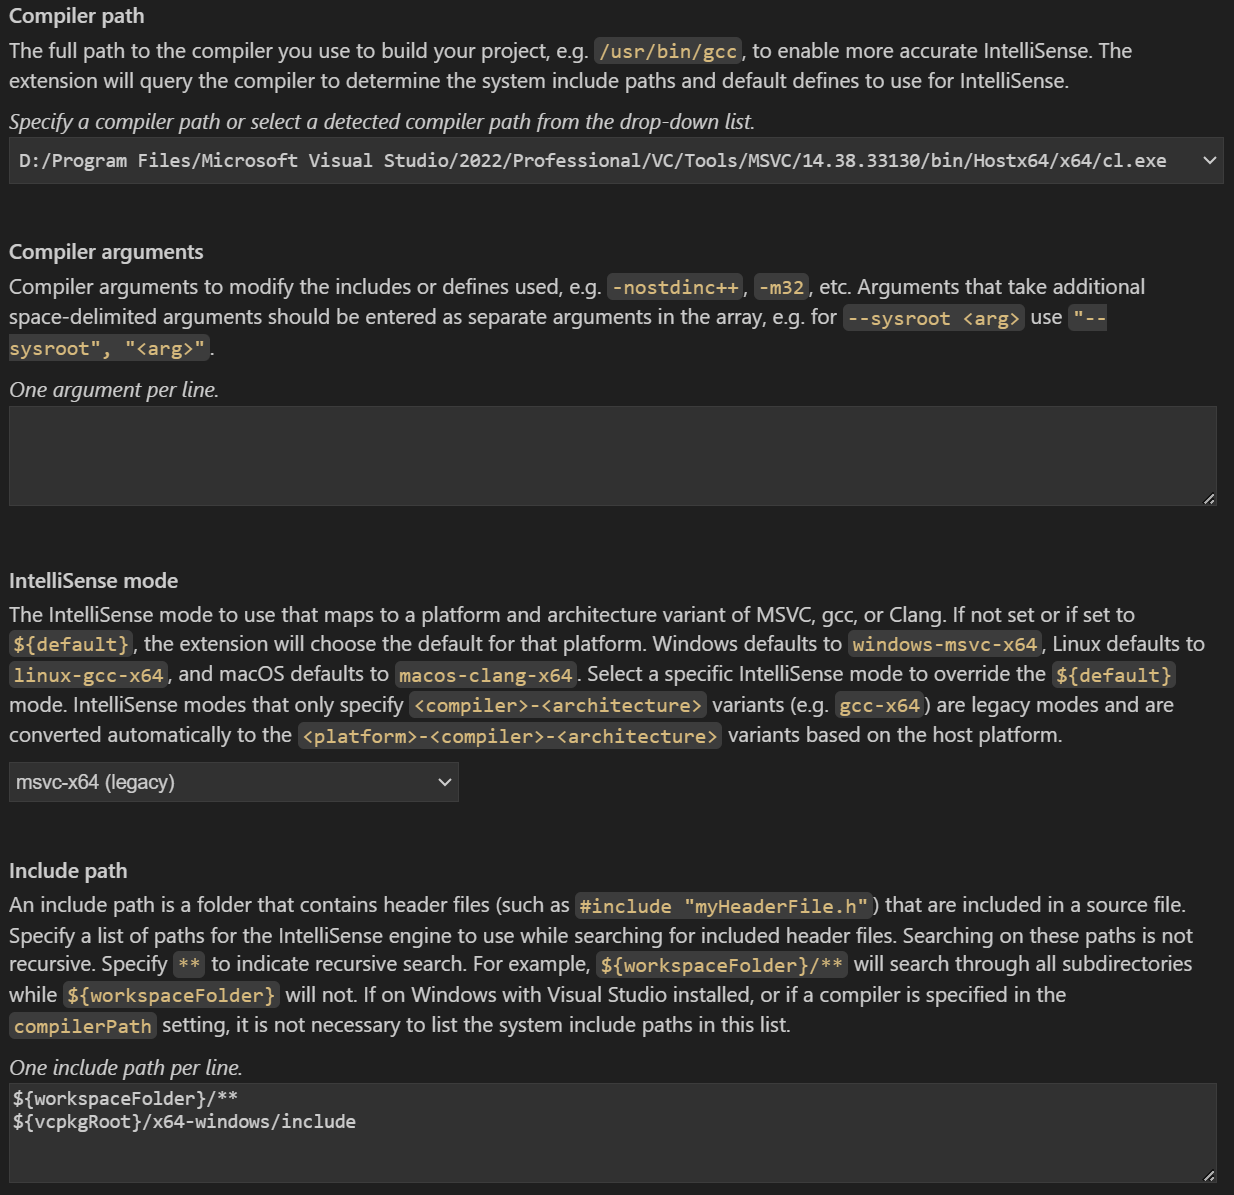 Compiler path
The full path to the compiler you use to build your project, e.g. /usr/bin/gcc, to enable more accurate IntelliSense. The
extension will query the compiler to determine the system include paths and default defines to use for IntelliSense.
Specify a compiler path or select a detected compiler path from the drop-down list.
D:/Program Files/Microsoft Visual Studio/2022/Professional/VC/Tools/MSVC/14.38.33130/bin/Hostx64/x64/cl.exe
Compiler arguments
Compiler arguments to modify the includes or defines used, e.g. -nostdinc++, -m32, etc. Arguments that take additional
space-delimited arguments should be entered as separate arguments in the array, e.g. for --sysroot <arg> use "--
sysroot", "<arg>".
One argument per line.
IntelliSense mode
The IntelliSense mode to use that maps to a platform and architecture variant of MSVC, gcc, or Clang. If not set or if set to
${default}, the extension will choose the default for that platform. Windows defaults to windows-msvc-x64, Linux defaults to
linux-gcc-x64, and macOS defaults to macos-clang-x64. Select a specific IntelliSense mode to override the ${default}
mode. IntelliSense modes that only specify <compiler>-<architecture> variants (e.g. gcc-x64) are legacy modes and are
converted automatically to the <platform>-<compiler>-<architecture> variants based on the host platform.
msvc-x64 (legacy)
Include path
An include path is a folder that contains header files (such as #include "myHeaderFile.h") that are included in a source file.
Specify a list of paths for the IntelliSense engine to use while searching for included header files. Searching on these paths is not
recursive. Specify ** to indicate recursive search. For example, ${workspaceFolder}/** will search through all subdirectories
while ${workspaceFolder} will not. If on Windows with Visual Studio installed, or if a compiler is specified in the
compilerPath setting, it is not necessary to list the system include paths in this list.
One include path per line.
${workspaceFolder}/**
${vcpkgRoot}/x64-windows/include